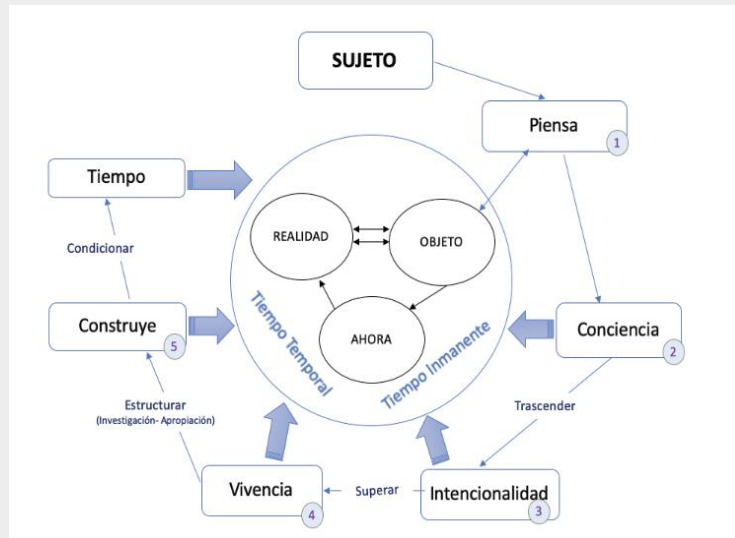 SUJETO
Piensa
1
Tiempo
REALIDAD
OBJETO
Condicionar
AHORA
Construye
5
Tiempo Temporal
Tiempo Inmanente
Conciencia
2
Estructurar
(Investigación- Apropiación)
Trascender
Vivencia
4
Superar
Intencionalidad
3